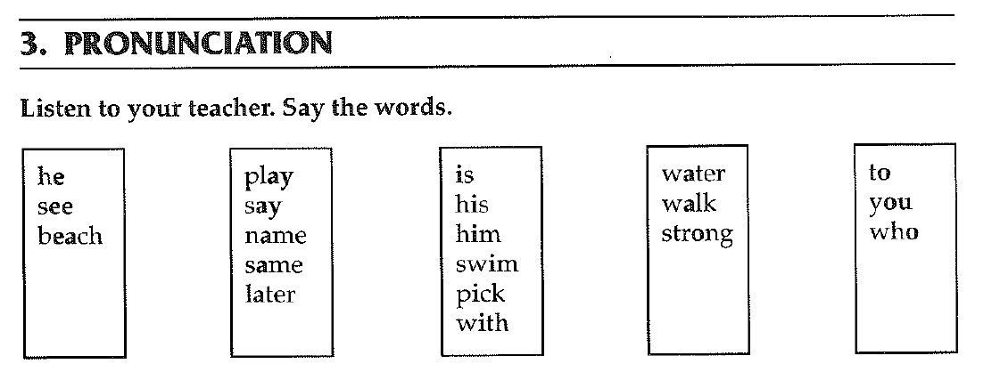 3. PRONUNCIATION
Listen to your teacher. Say the words.
he
see
beach
play
say
name
same
later
is
his
him
swim
pick
with
water
walk
strong
to
you
who